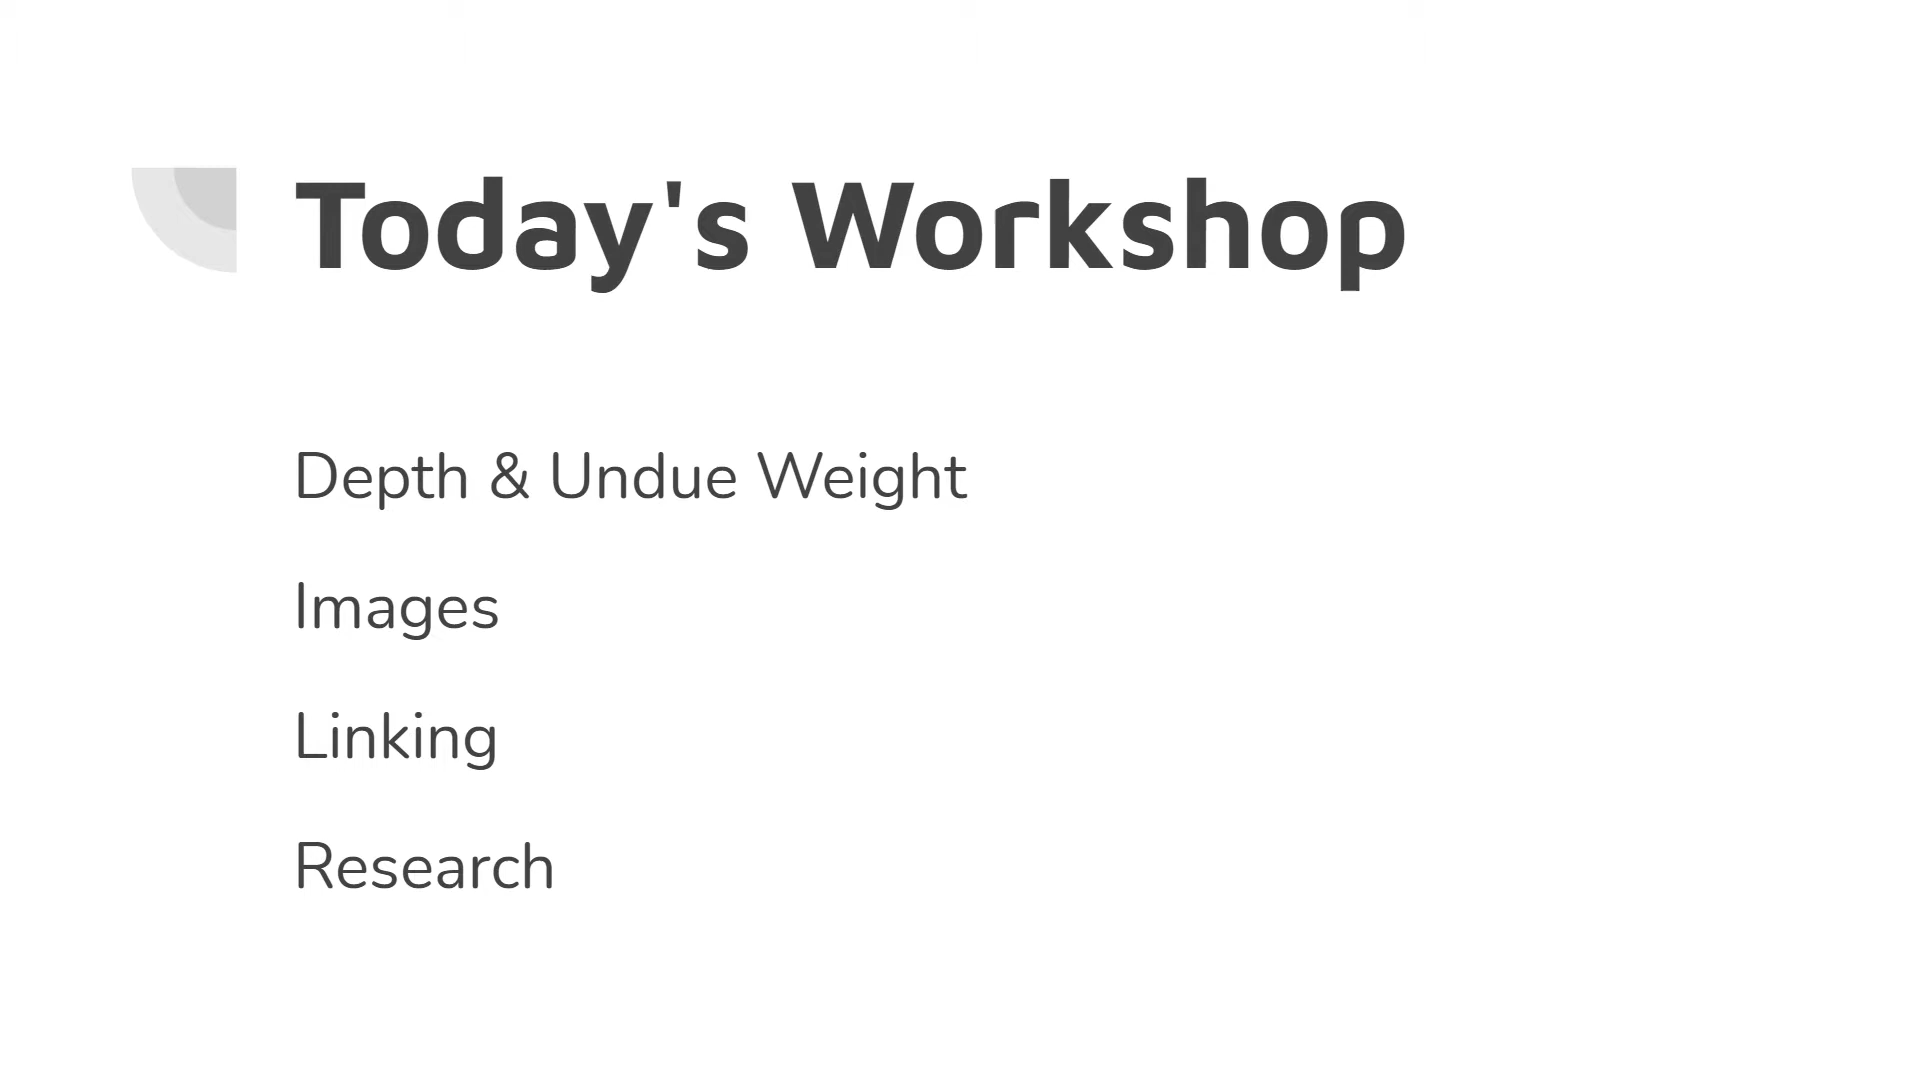 Today's Workshop
Depth & Undue Weight
Images
Linking
Research